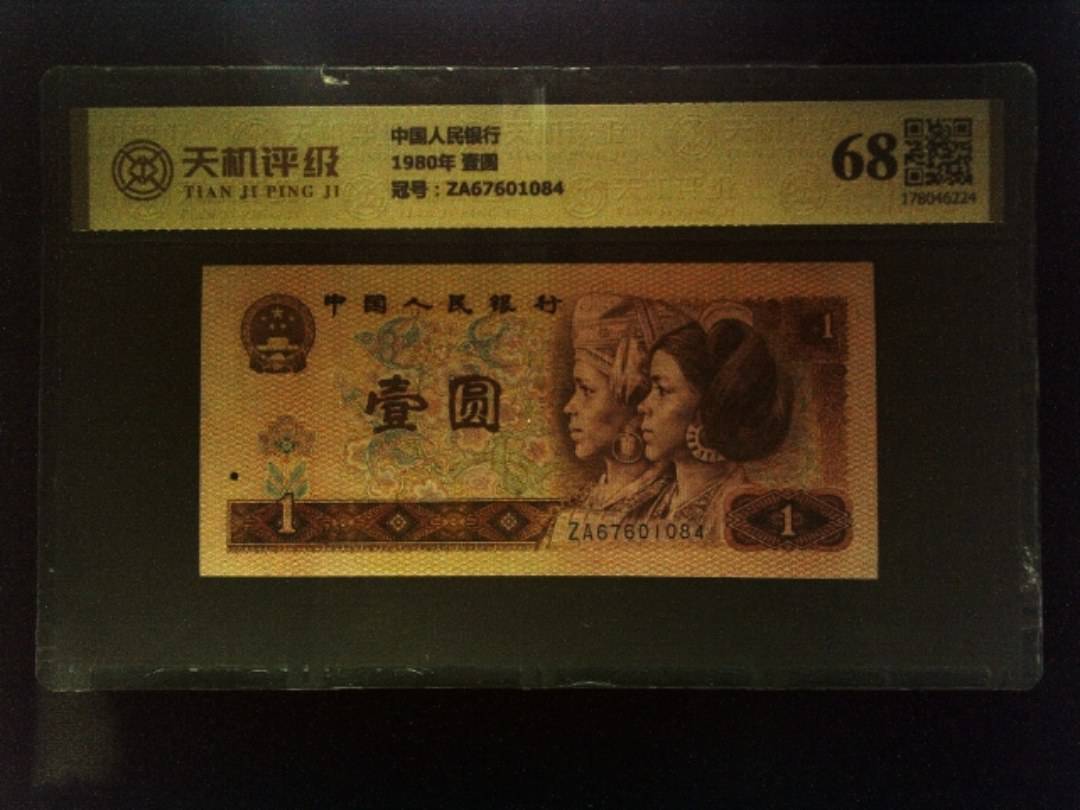 天机评级
TIAN JI PING JI
中国人民银行
1980年 壹圆
冠号：ZA67601084
68
178046224
中国人民银行
1
壹圆
1
ZA67601084
1